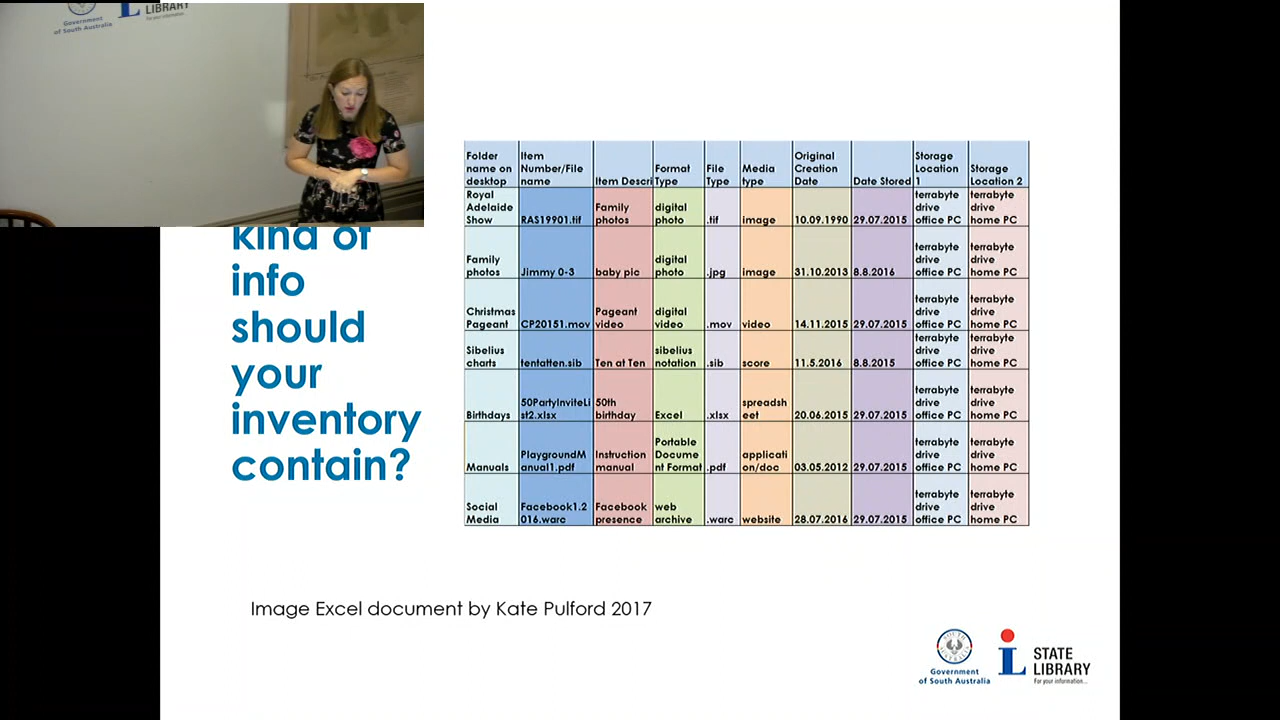 Government
of South Australia
LIBRARY
For your information...
kind of
info
should
your
inventory
contain?
Folder name on desktop | Item Number/File name | Item Descri | Format Type | File Type | Media type | Original Creation Date | Date Stored | Storage Location 1 | Storage Location 2
Royal Adelaide Show | RAS19901.tif | Family photos | digital photo | .tif | image | 10.09.1990 | 29.07.2015 | terrabyte drive office PC | terrabyte drive home PC
Family photos | Jimmy 0-3 | baby pic | digital photo | .jpg | image | 31.10.2013 | 8.8.2016 | terrabyte drive office PC | terrabyte drive home PC
Christmas Pageant | CP20151.mov | Pageant video | digital video | .mov | video | 14.11.2015 | 29.07.2015 | terrabyte drive office PC | terrabyte drive home PC
Sibelius charts | tentatten.sib | Ten at Ten | sibelius notation | .sib | score | 11.5.2016 | 8.8.2015 | terrabyte drive office PC | terrabyte drive home PC
Birthdays | 50PartyInviteList2.xlsx | 50th birthday | Excel | .xlsx | spreadsheet | 20.06.2015 | 29.07.2015 | terrabyte drive office PC | terrabyte drive home PC
Manuals | PlaygroundManual1.pdf | Instruction manual | Portable Document Format | .pdf | application/doc | 03.05.2012 | 29.07.2015 | terrabyte drive office PC | terrabyte drive home PC
Social Media | Facebook1.2016.warc | Facebook presence | web archive | .warc | website | 28.07.2016 | 29.07.2015 | terrabyte drive office PC | terrabyte drive home PC
Image Excel document by Kate Pulford 2017
Government
of South Australia
STATE
LIBRARY
For your information...